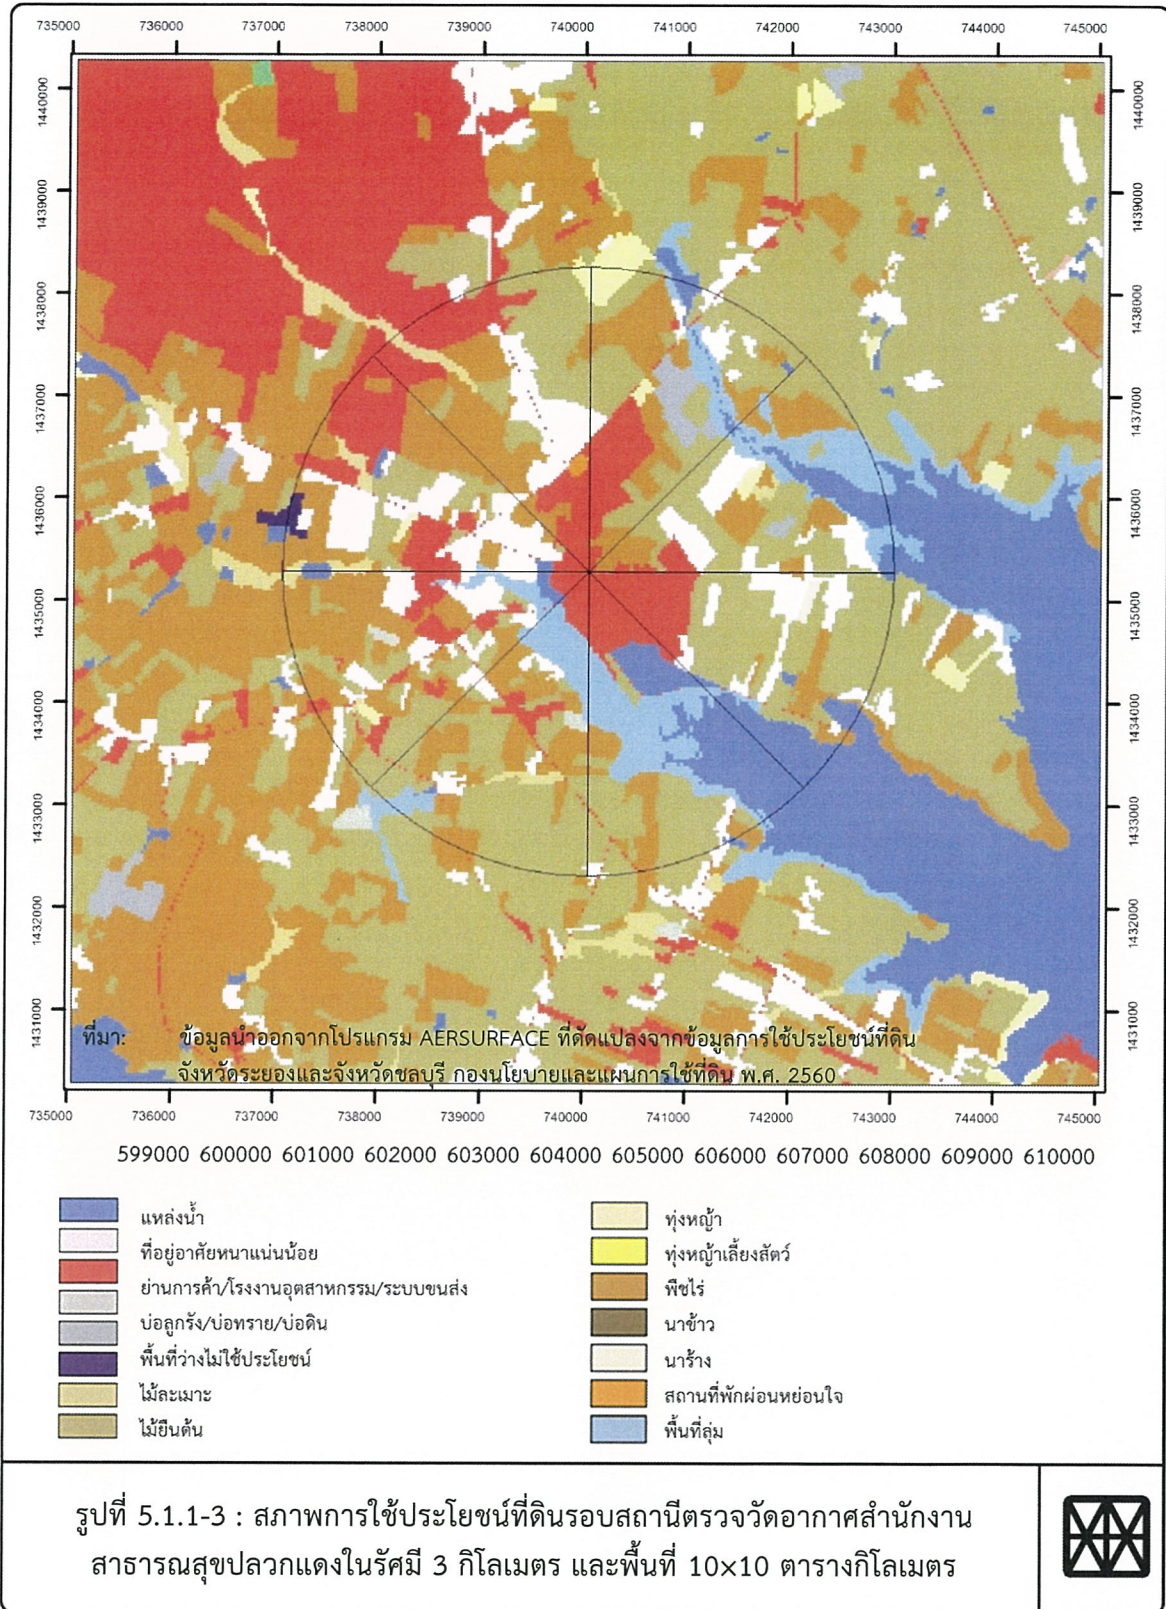 735000 736000 737000 738000 739000 740000 741000 742000 743000 744000 745000
1440000 1440000
1439000 1439000
1438000 1438000
1437000 1437000
1436000 1436000
1435000 1435000
1434000 1434000
1433000 1433000
1432000 1432000
1431000 1431000
ที่มา: ข้อมูลนำออกจากโปรแกรม AERSURFACE ที่ดัดแปลงจากข้อมูลการใช้ประโยชน์ที่ดิน
จังหวัดระยองและจังหวัดชลบุรี กองนโยบายและแผนการใช้ที่ดิน พ.ศ. 2560
735000 736000 737000 738000 739000 740000 741000 742000 743000 744000 745000
599000 600000 601000 602000 603000 604000 605000 606000 607000 608000 609000 610000
แหล่งน้ำ
ที่อยู่อาศัยหนาแน่นน้อย
ย่านการค้า/โรงงานอุตสาหกรรม/ระบบขนส่ง
บ่อลูกรัง/บ่อทราย/บ่อดิน
พื้นที่ว่างไม่ใช้ประโยชน์
ไม้ละเมาะ
ไม้ยืนต้น
ทุ่งหญ้า
ทุ่งหญ้าเลี้ยงสัตว์
พืชไร่
นาข้าว
นาร้าง
สถานที่พักผ่อนหย่อนใจ
พื้นที่ลุ่ม
รูปที่ 5.1.1-3 : สภาพการใช้ประโยชน์ที่ดินรอบสถานีตรวจวัดอากาศสำนักงาน
สาธารณสุขปลวกแดงในรัศมี 3 กิโลเมตร และพื้นที่ 10×10 ตารางกิโลเมตร